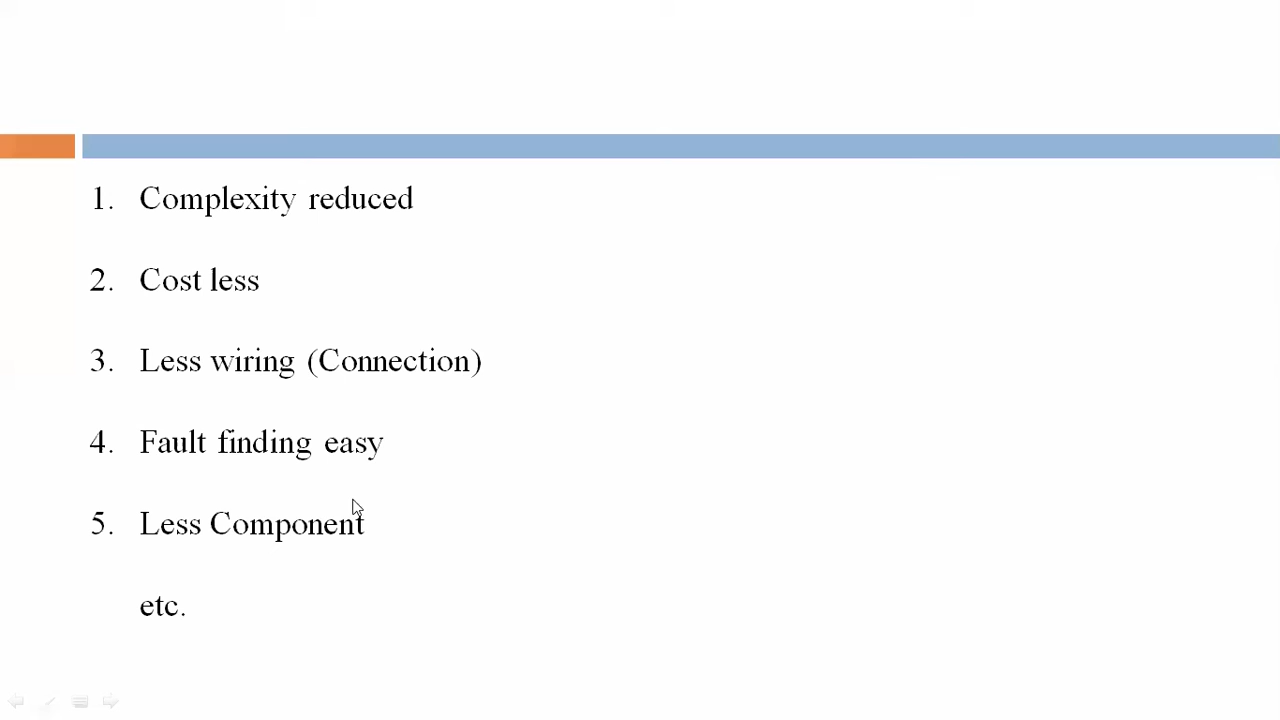 1. Complexity reduced
2. Cost less
3. Less wiring (Connection)
4. Fault finding easy
5. Less Component
etc.